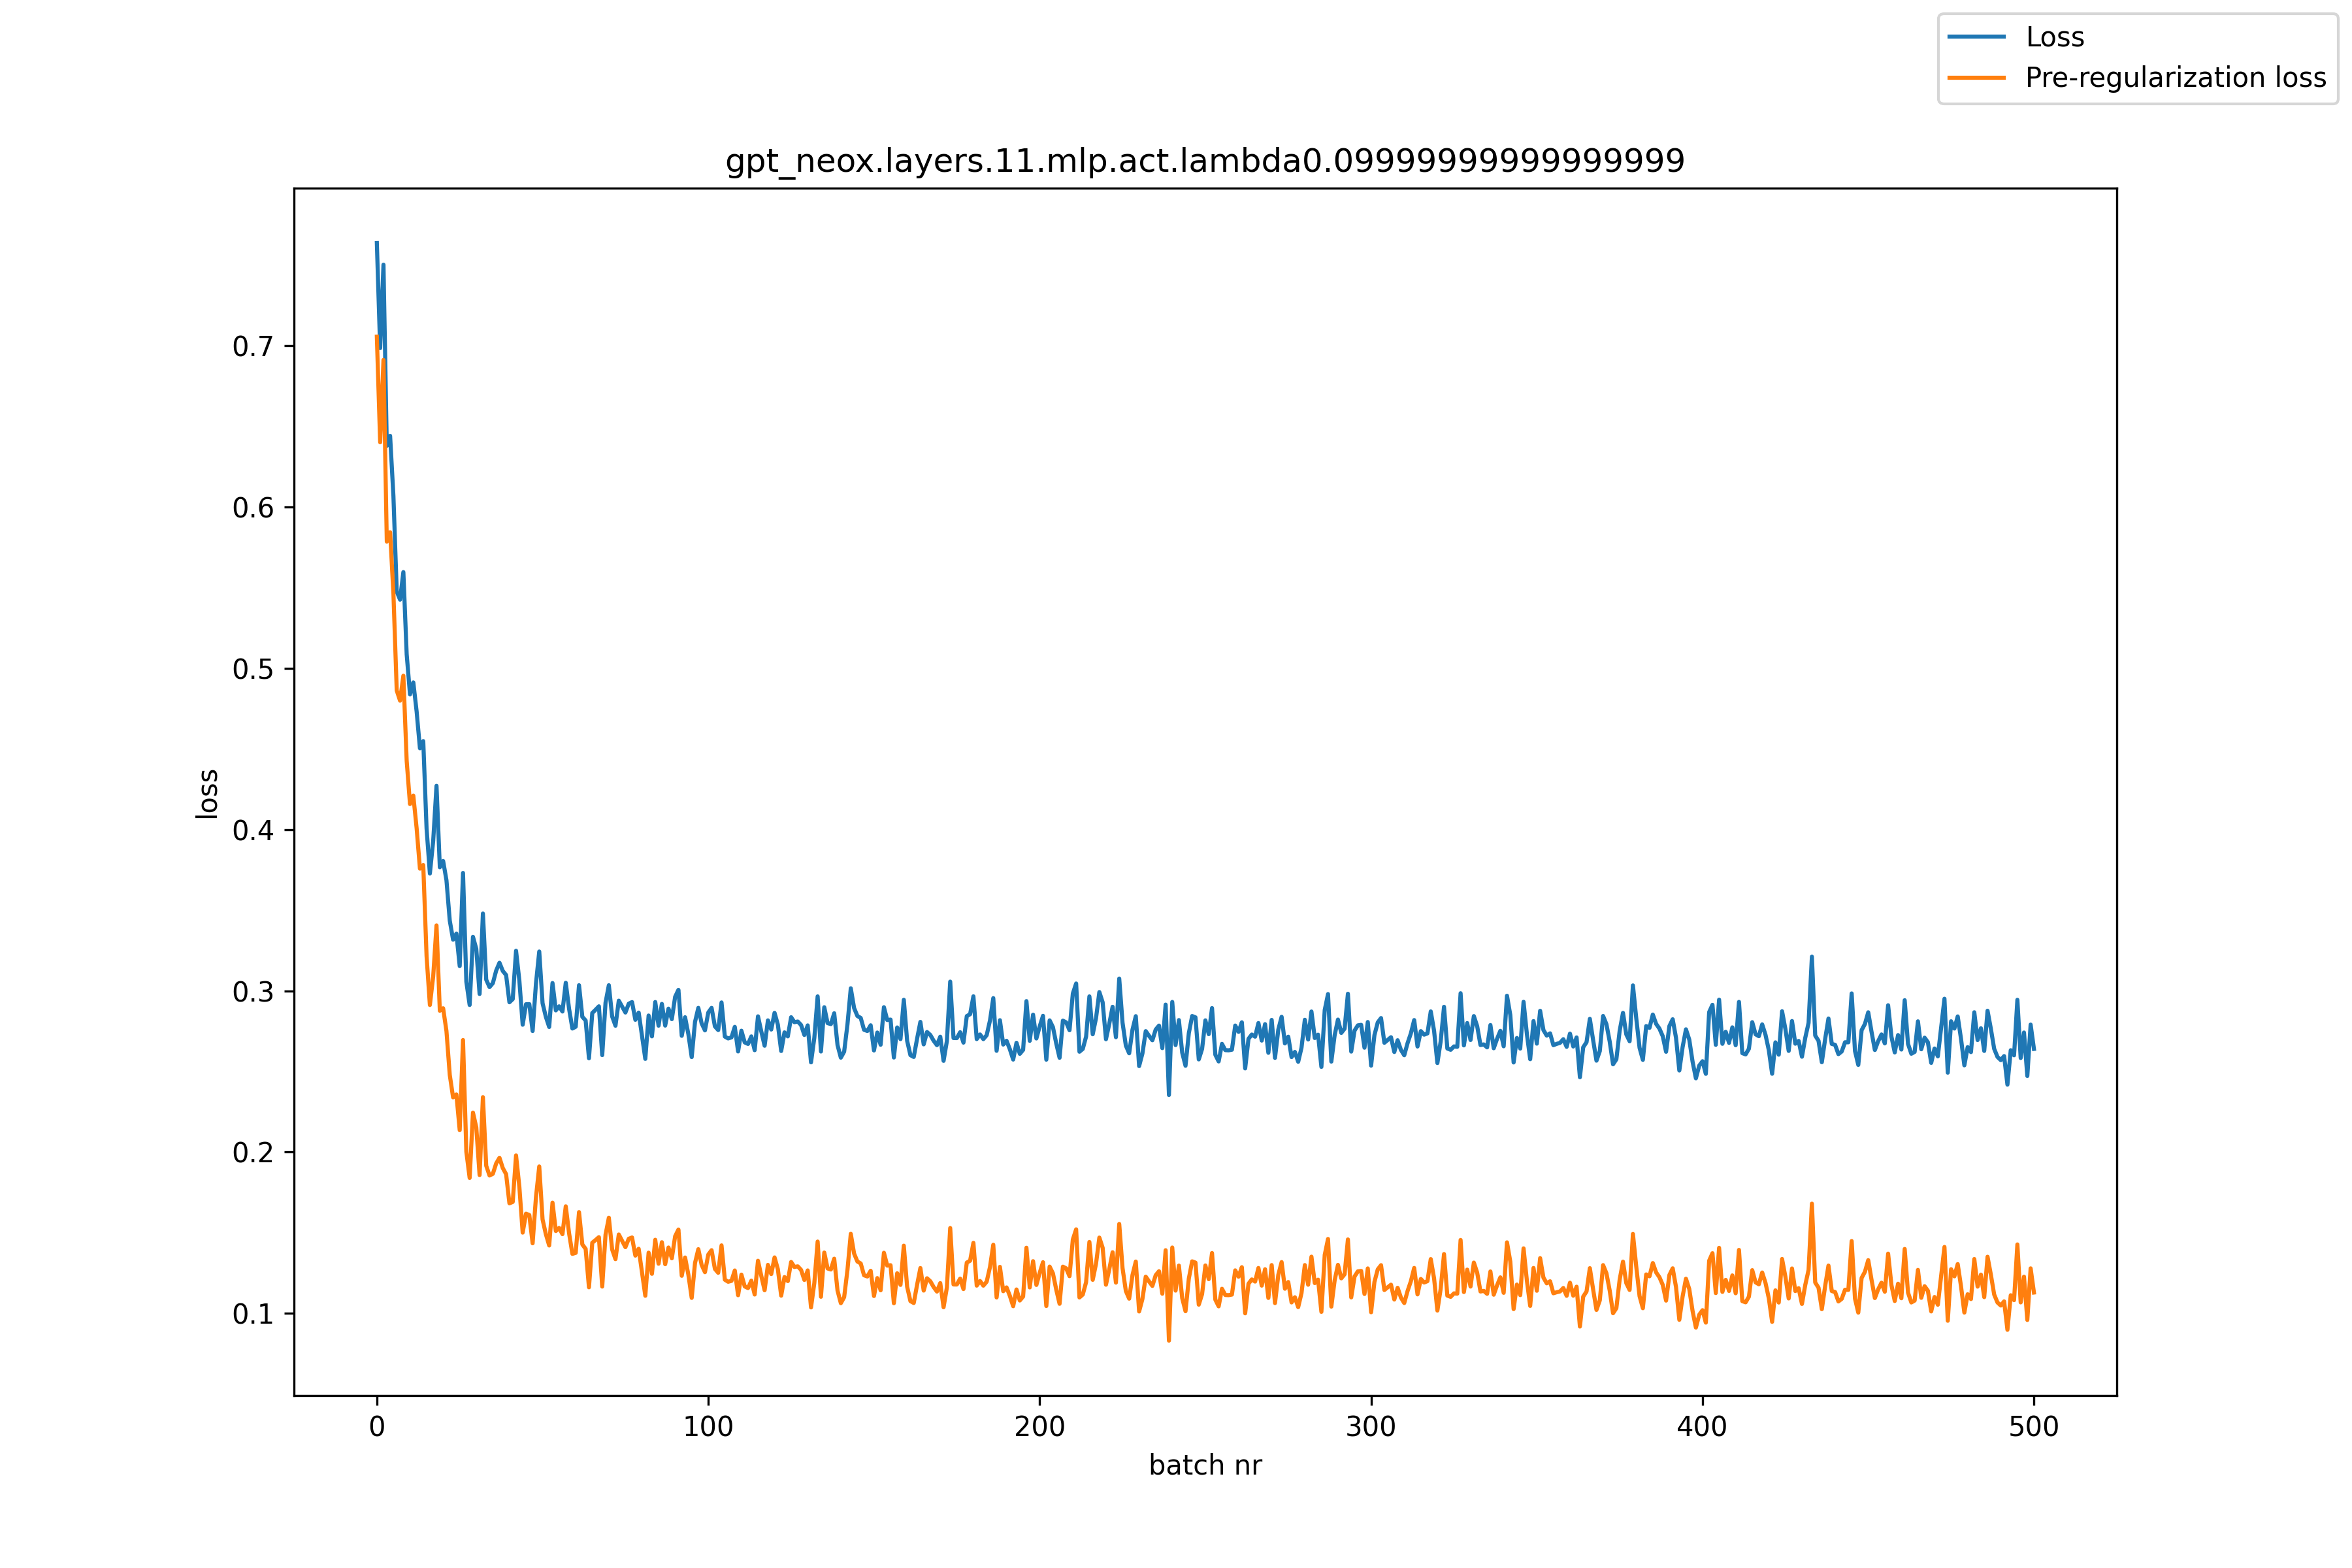 Loss
Pre-regularization loss
gpt_neox.layers.11.mlp.act.lambda0.09999999999999999
0.7
0.6
0.5
0.4
0.3
0.2
0.1
loss
0 100 200 300 400 500
batch nr